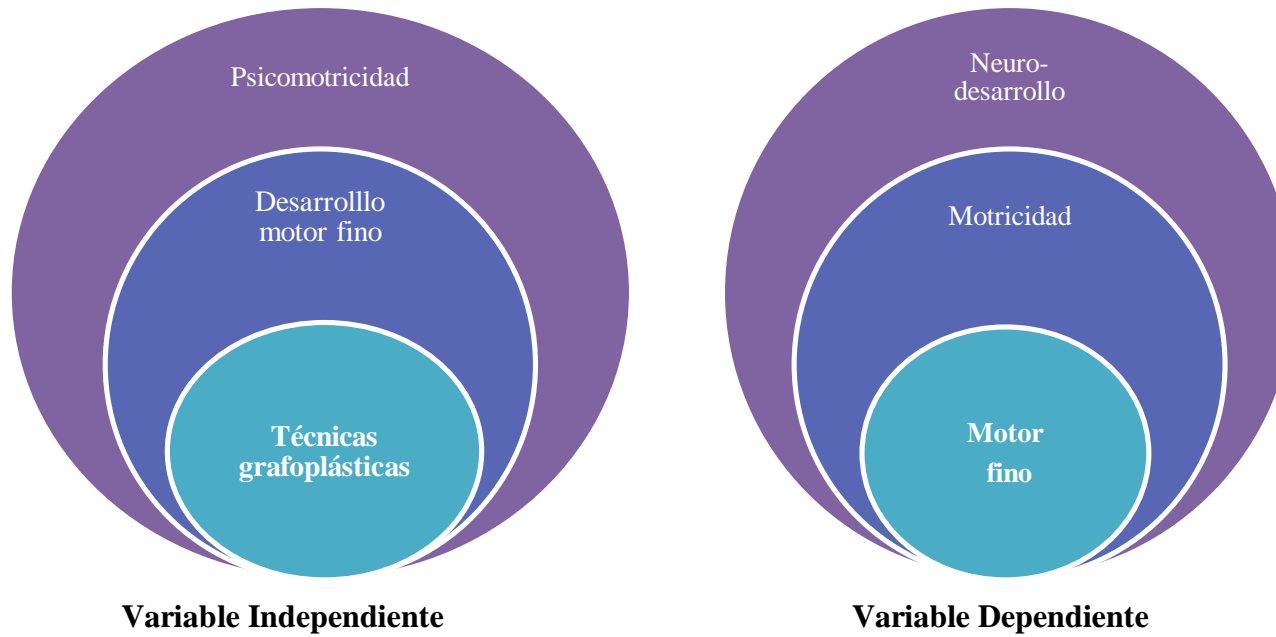 Psicomotricidad
Desarrolllo
motor fino
Técnicas
grafoplásticas
Variable Independiente
Neuro-
desarrollo
Motricidad
Motor
fino
Variable Dependiente